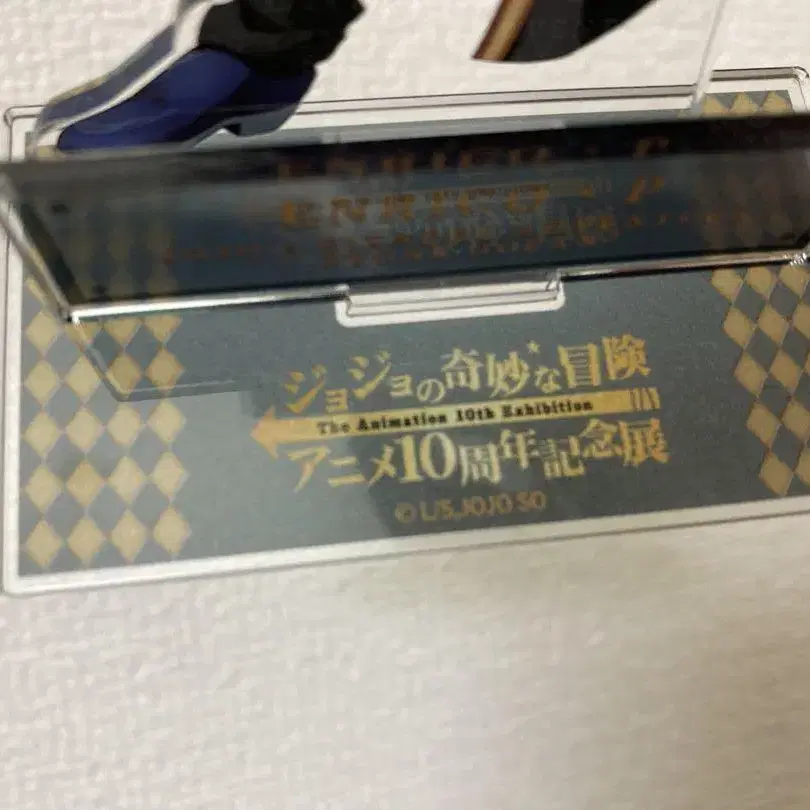 ENRICO・P
ジョジョの奇妙な冒険
The Animation 10th Exhibition
アニメ10周年記念展
© L/S,JOJO SO